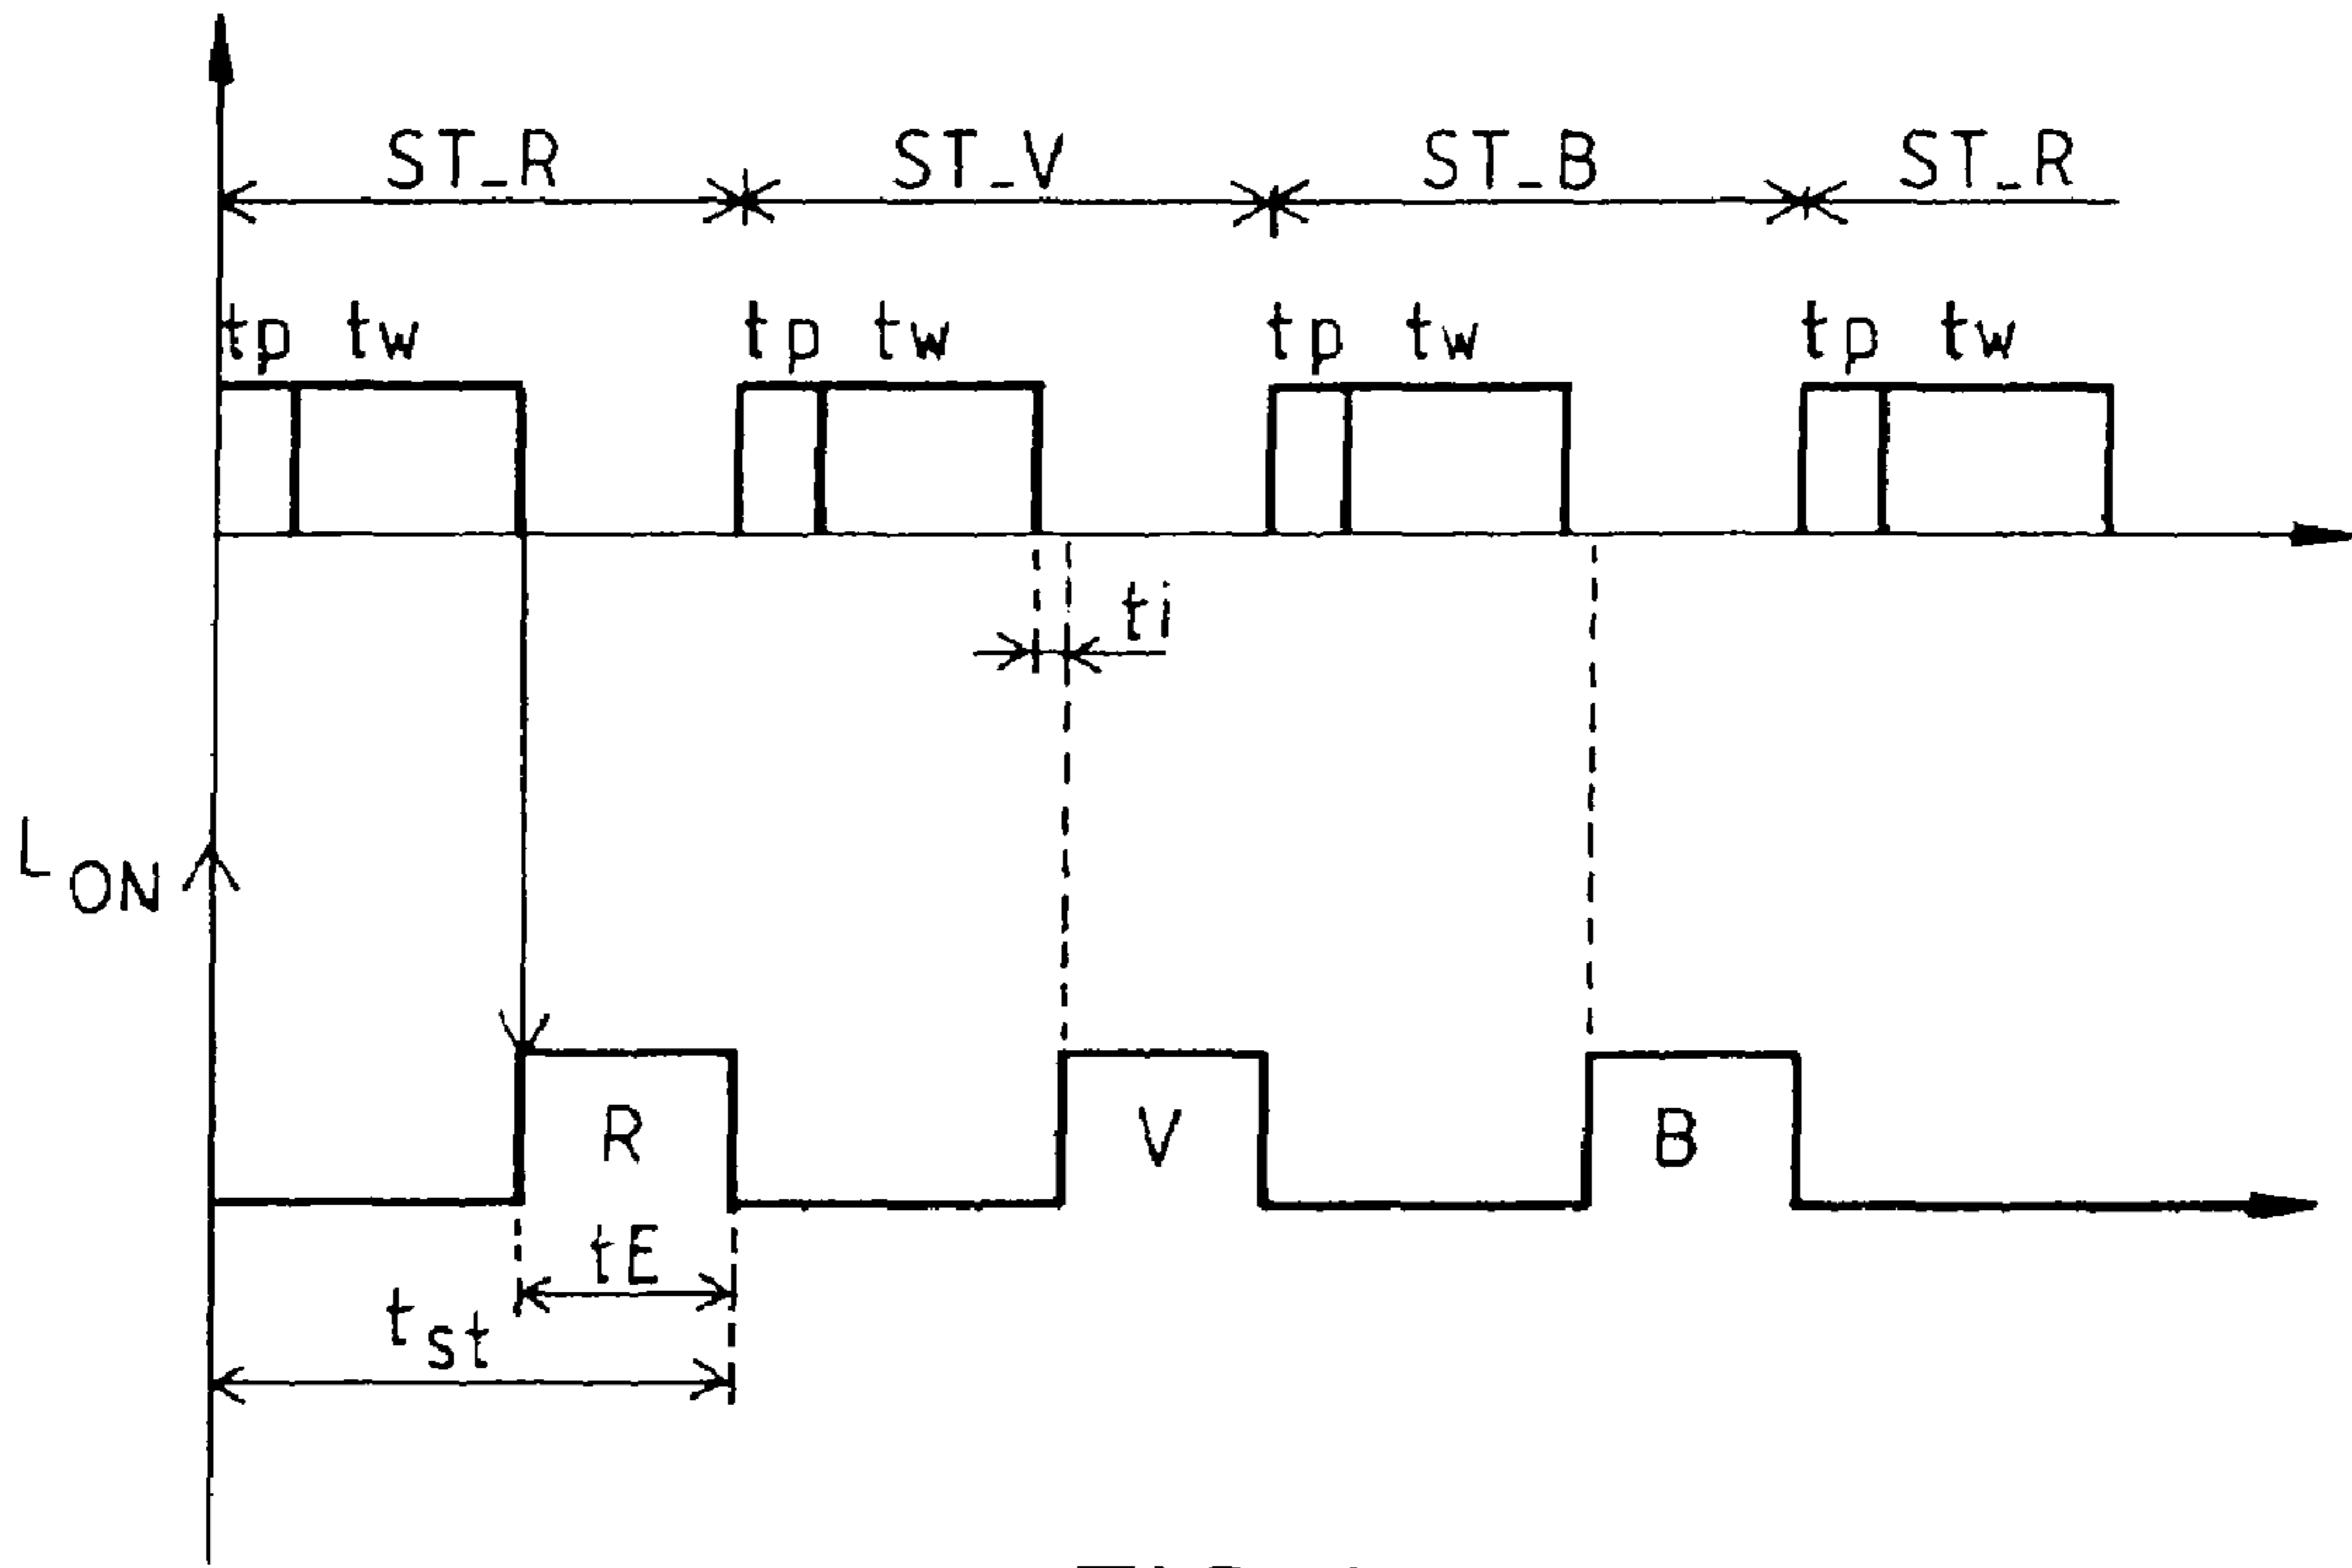 ST_R ST_V ST_B ST_R
tp tw tp tw tp tw tp tw
ti
LON
R V B
tE
tst